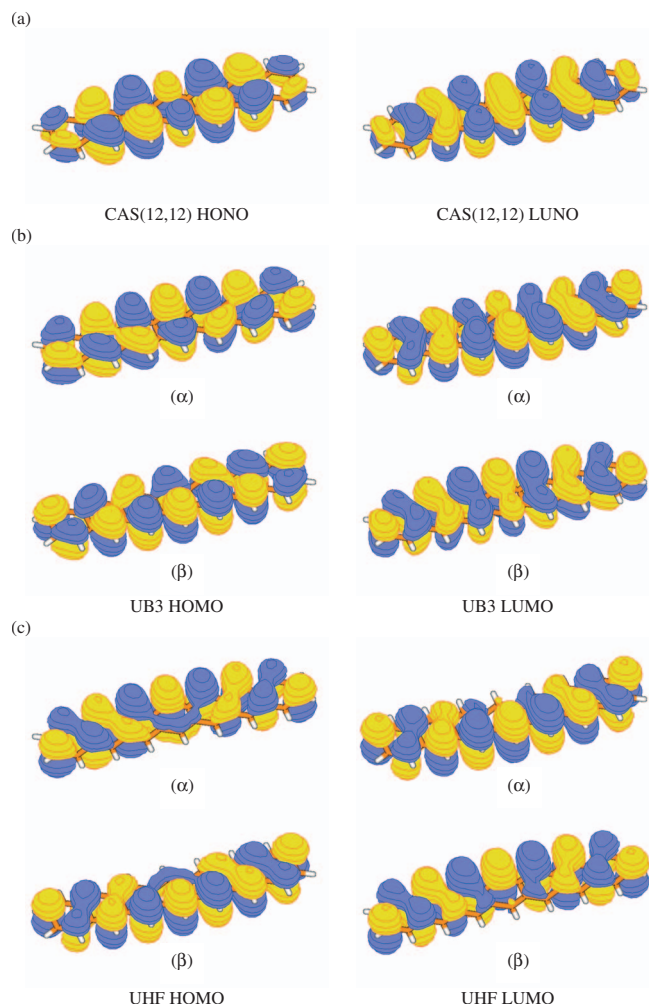 (a)
CAS(12,12) HONO
CAS(12,12) LUNO
(b)
(α)
(α)
(β)
(β)
UB3 HOMO
UB3 LUMO
(c)
(α)
(α)
(β)
(β)
UHF HOMO
UHF LUMO